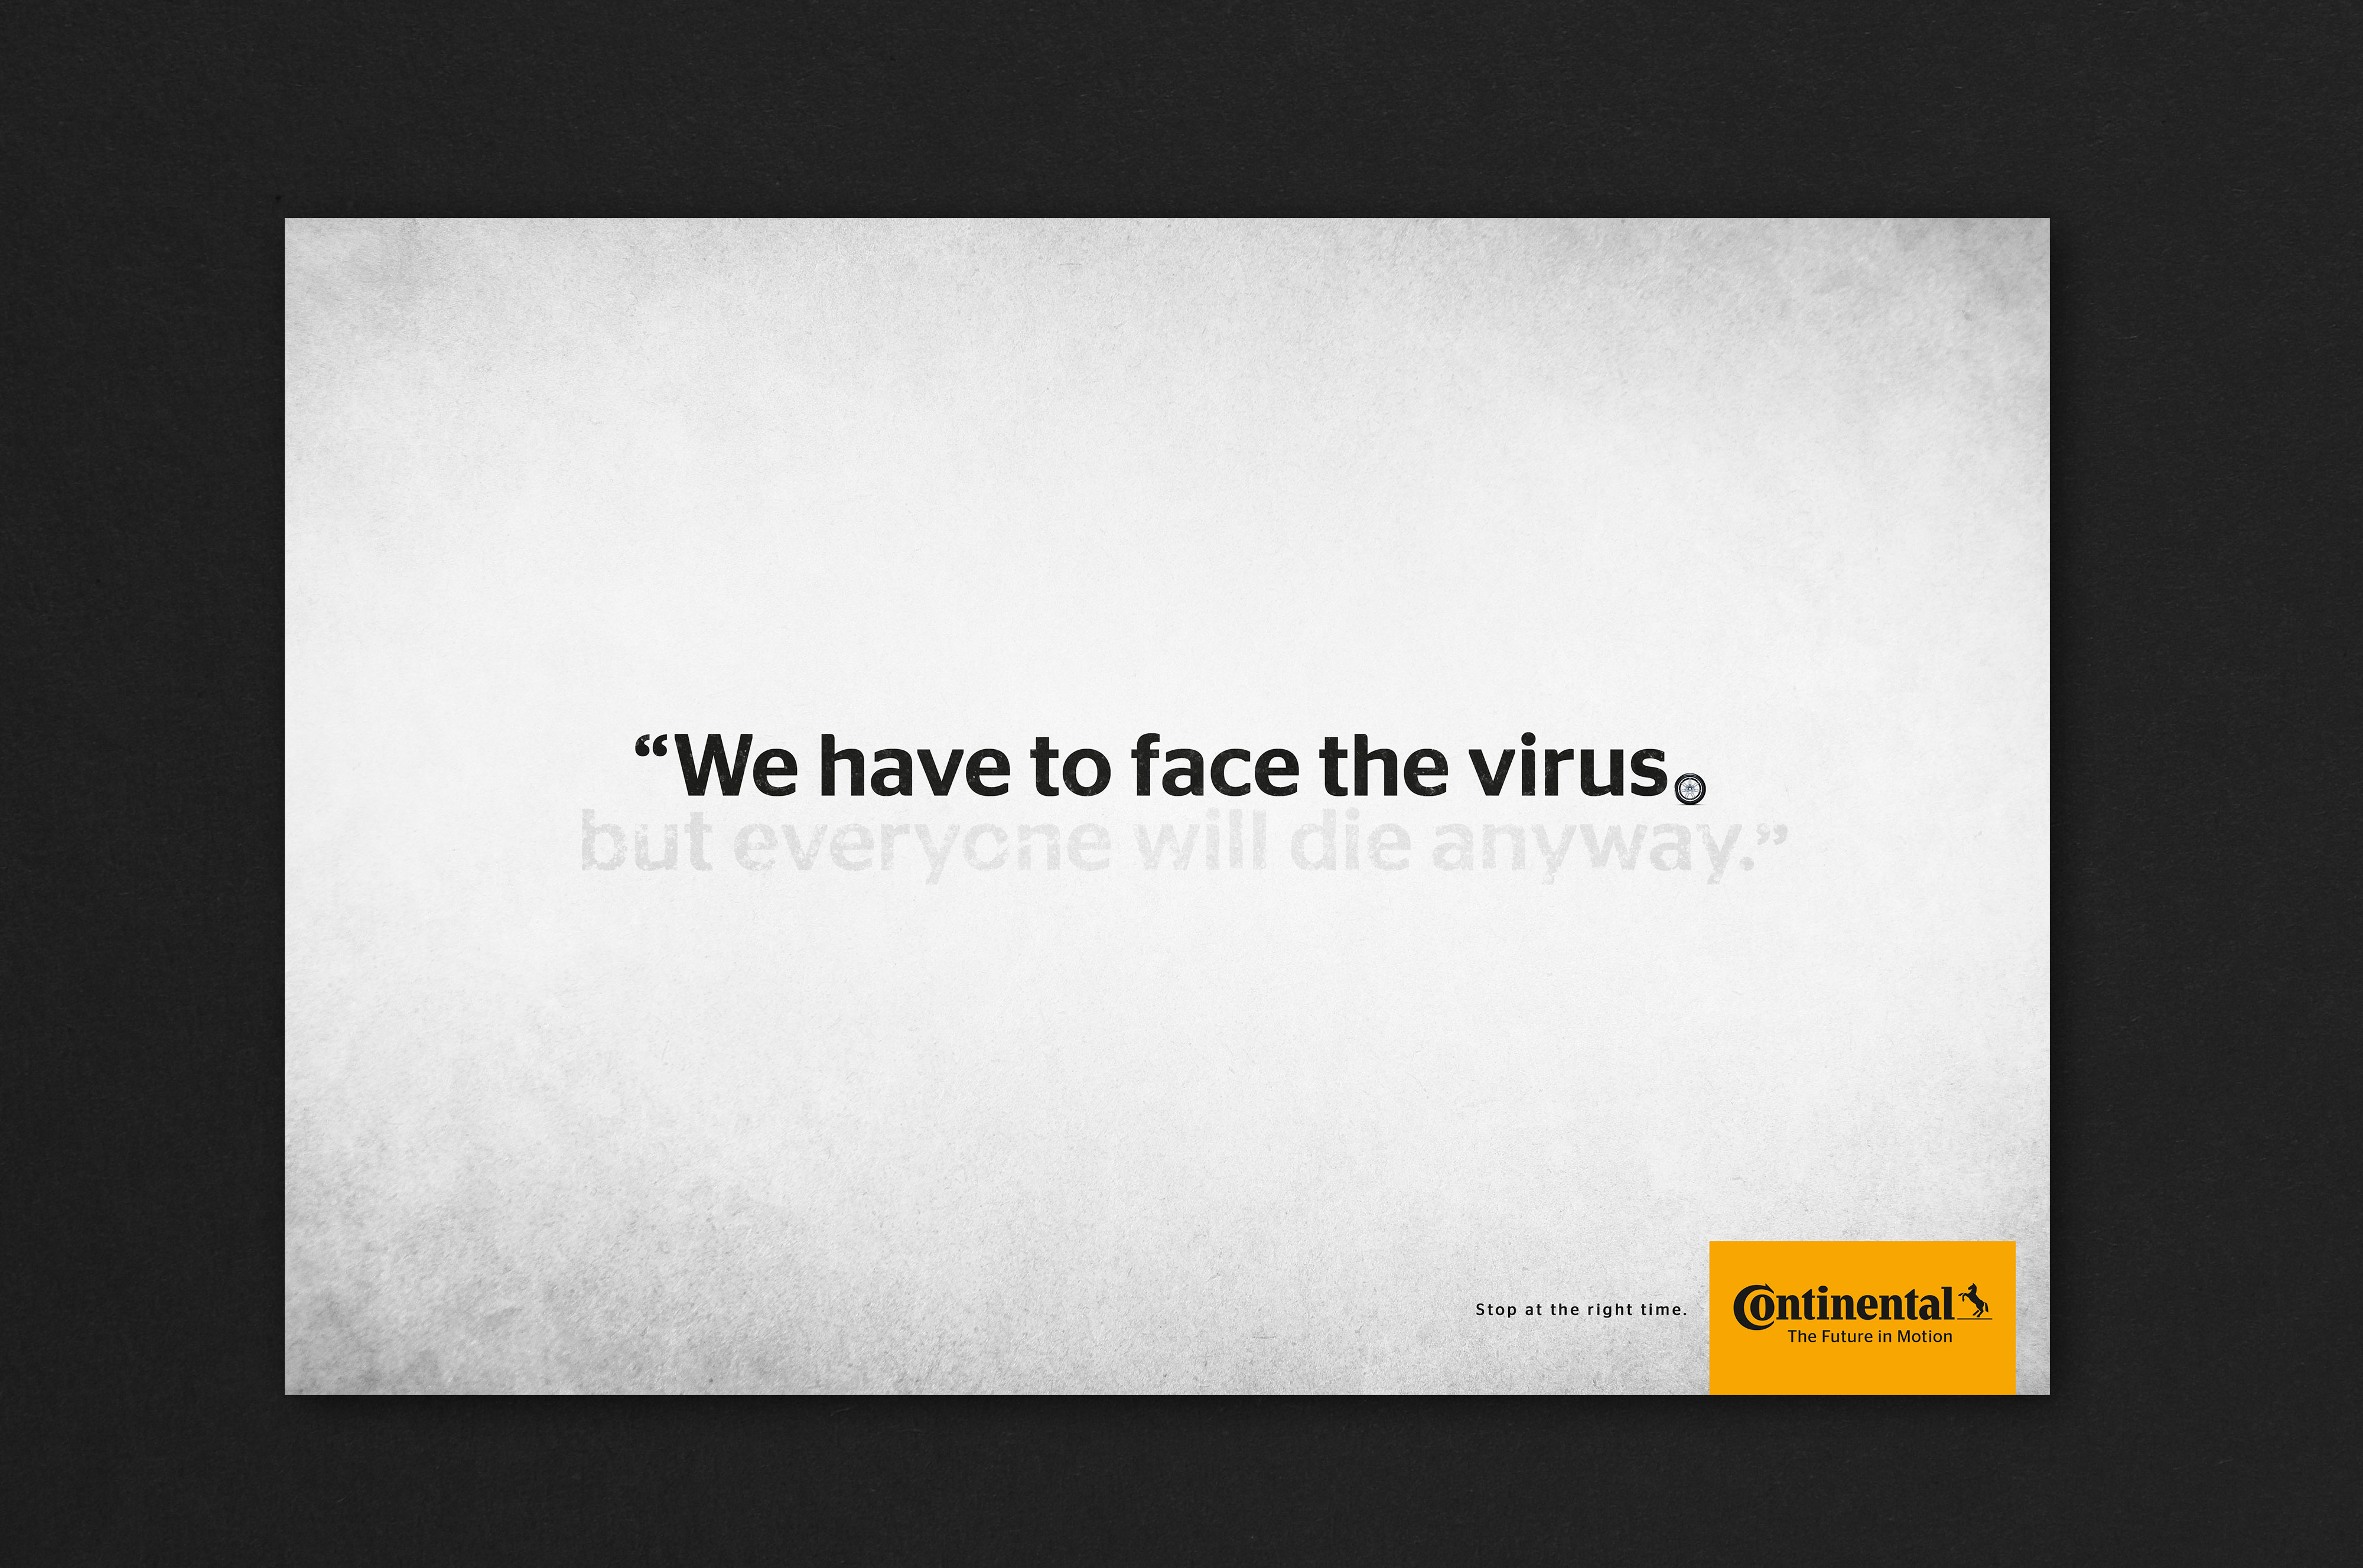 “We have to face the virus.
but everyone will die anyway.”
Stop at the right time.
Continental
The Future in Motion